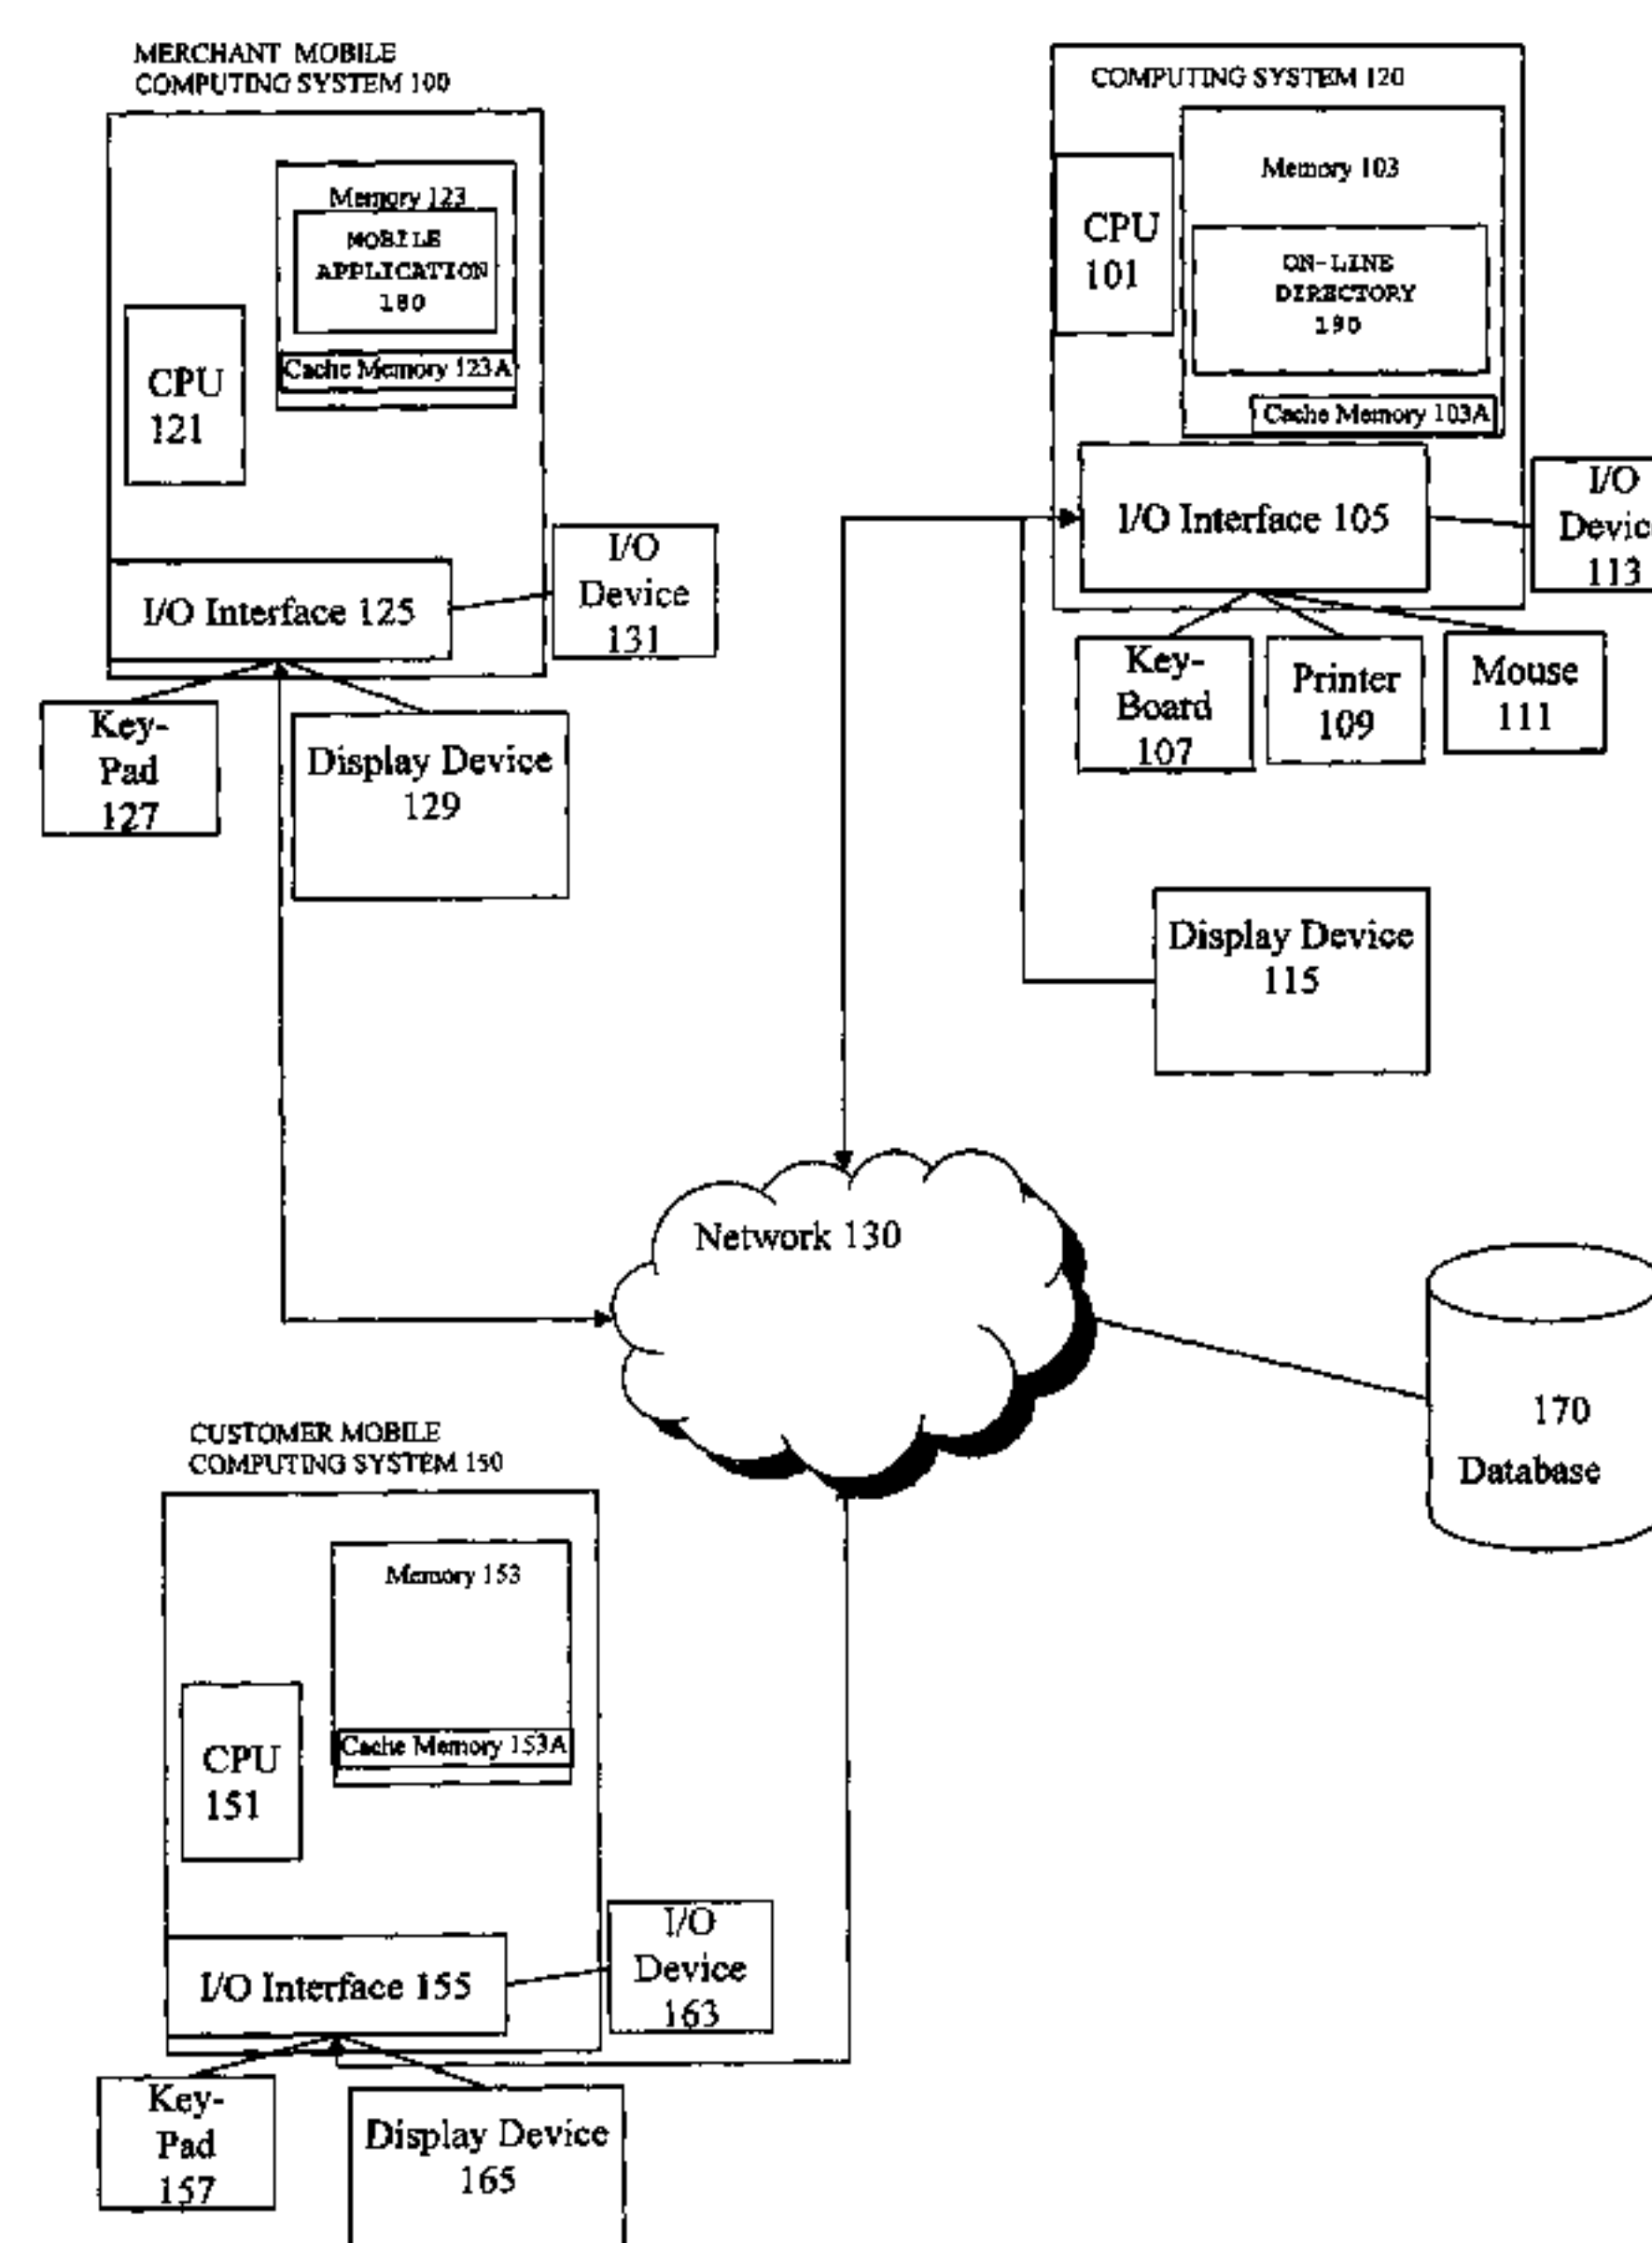 MERCHANT MOBILE
COMPUTING SYSTEM 100
Memory 123
MOBILE
APPLICATION
180
Cache Memory 123A
CPU
121
I/O Interface 125
I/O
Device
131
Key-
Pad
127
Display Device
129
COMPUTING SYSTEM 120
Memory 103
CPU
101
ON-LINE
DIRECTORY
190
Cache Memory 103A
I/O Interface 105
I/O
Devic
113
Key-
Board
107
Printer
109
Mouse
111
Display Device
115
Network 130
170
Database
CUSTOMER MOBILE
COMPUTING SYSTEM 150
Memory 153
Cache Memory 153A
CPU
151
I/O Interface 155
I/O
Device
163
Key-
Pad
157
Display Device
165